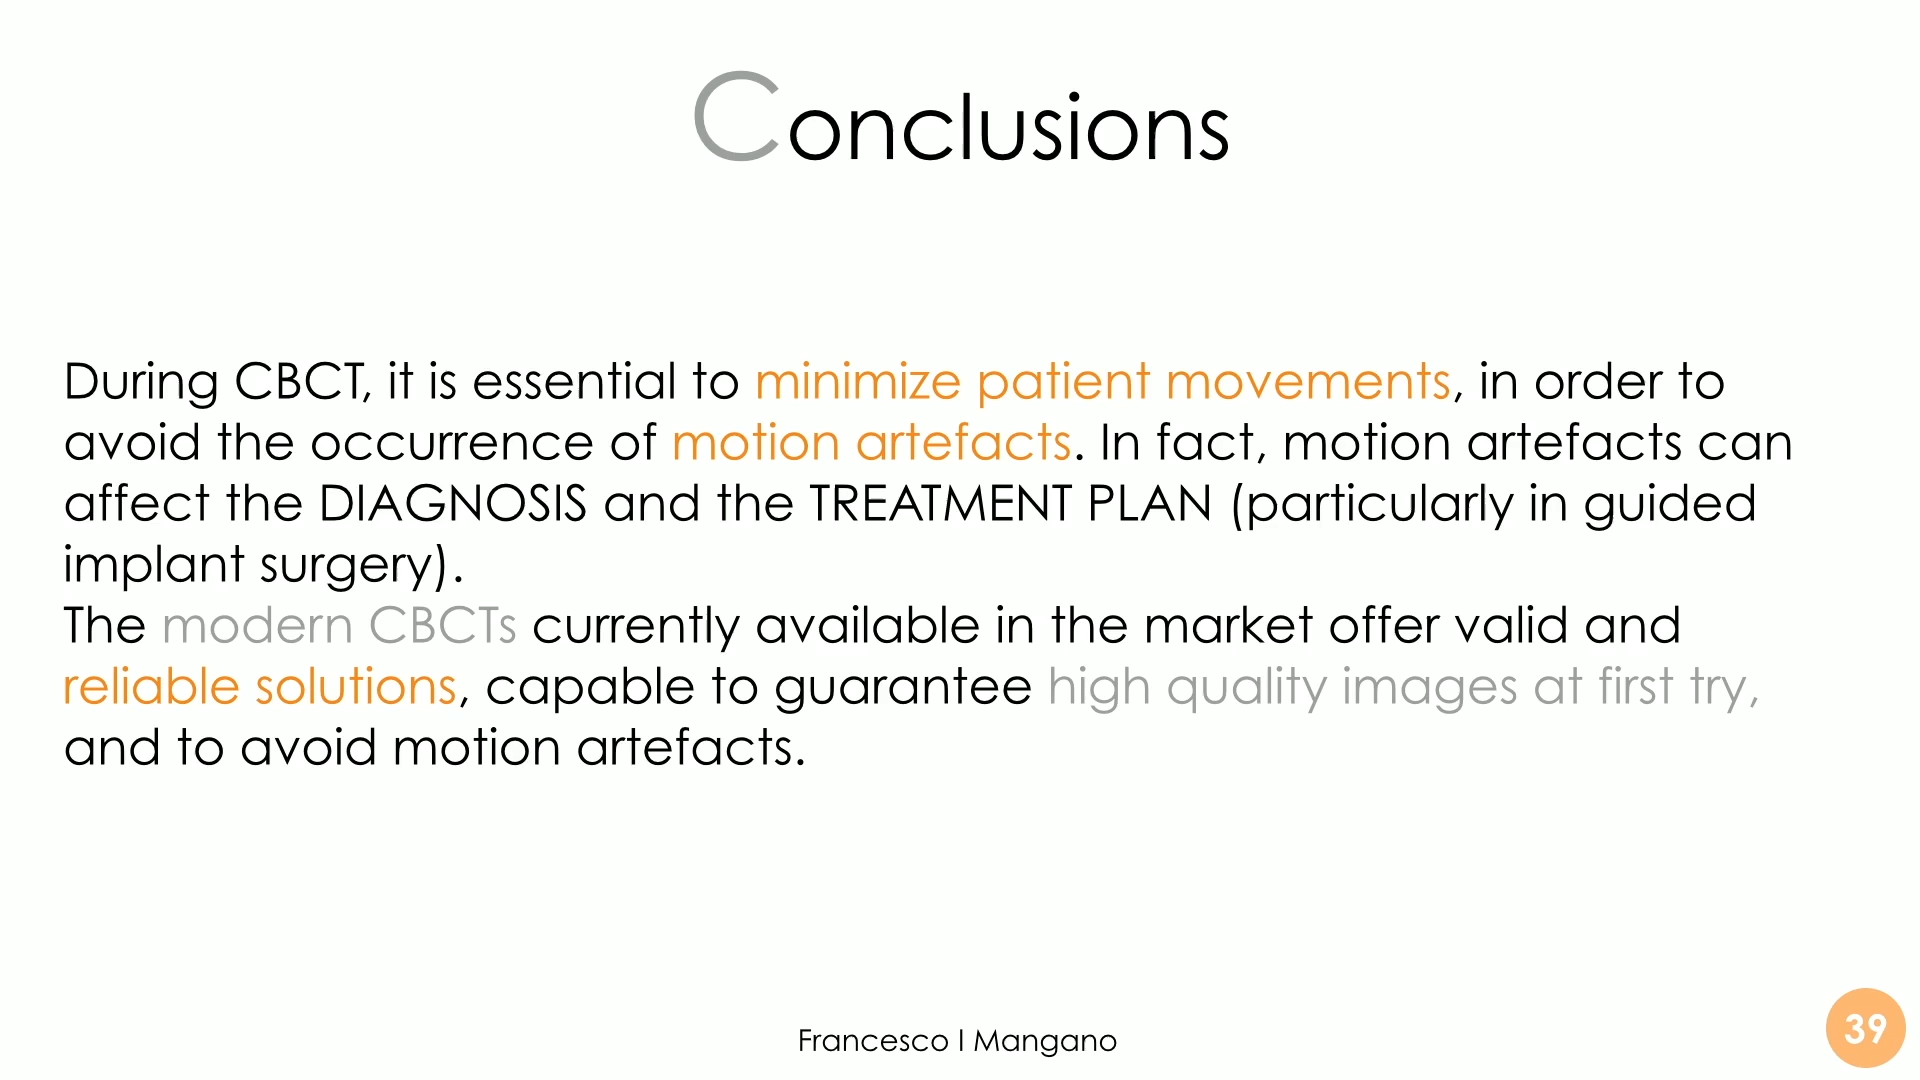 Conclusions
During CBCT, it is essential to minimize patient movements, in order to
avoid the occurrence of motion artefacts. In fact, motion artefacts can
affect the DIAGNOSIS and the TREATMENT PLAN (particularly in guided
implant surgery).
The modern CBCTs currently available in the market offer valid and
reliable solutions, capable to guarantee high quality images at first try,
and to avoid motion artefacts.
Francesco I Mangano
39